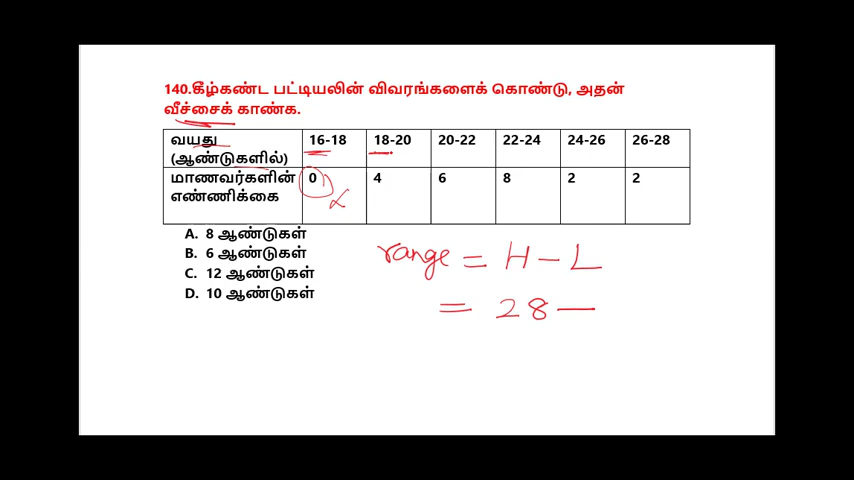 140.கீழ்கண்ட பட்டியலின் விவரங்களைக் கொண்டு, அதன்
வீச்சைக் காண்க.
வயது 16-18 18-20 20-22 22-24 24-26 26-28
(ஆண்டுகளில்)
மாணவர்களின் 0 4 6 8 2 2
எண்ணிக்கை
A. 8 ஆண்டுகள்
B. 6 ஆண்டுகள்
C. 12 ஆண்டுகள்
D. 10 ஆண்டுகள்
range = H - L
= 28 -